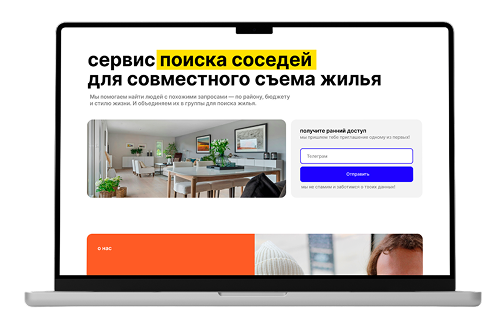 сервис поиска соседей
для совместного съема жилья
Мы помогаем найти людей с похожими запросами — по району, бюджету
и стилю жизни. И объединяем их в группы для поиска жилья.
получите ранний доступ
мы пришлем тебе приглашение одному из первых!
Телеграм
Отправить
мы не спамим и заботимся о твоих данных!
о нас